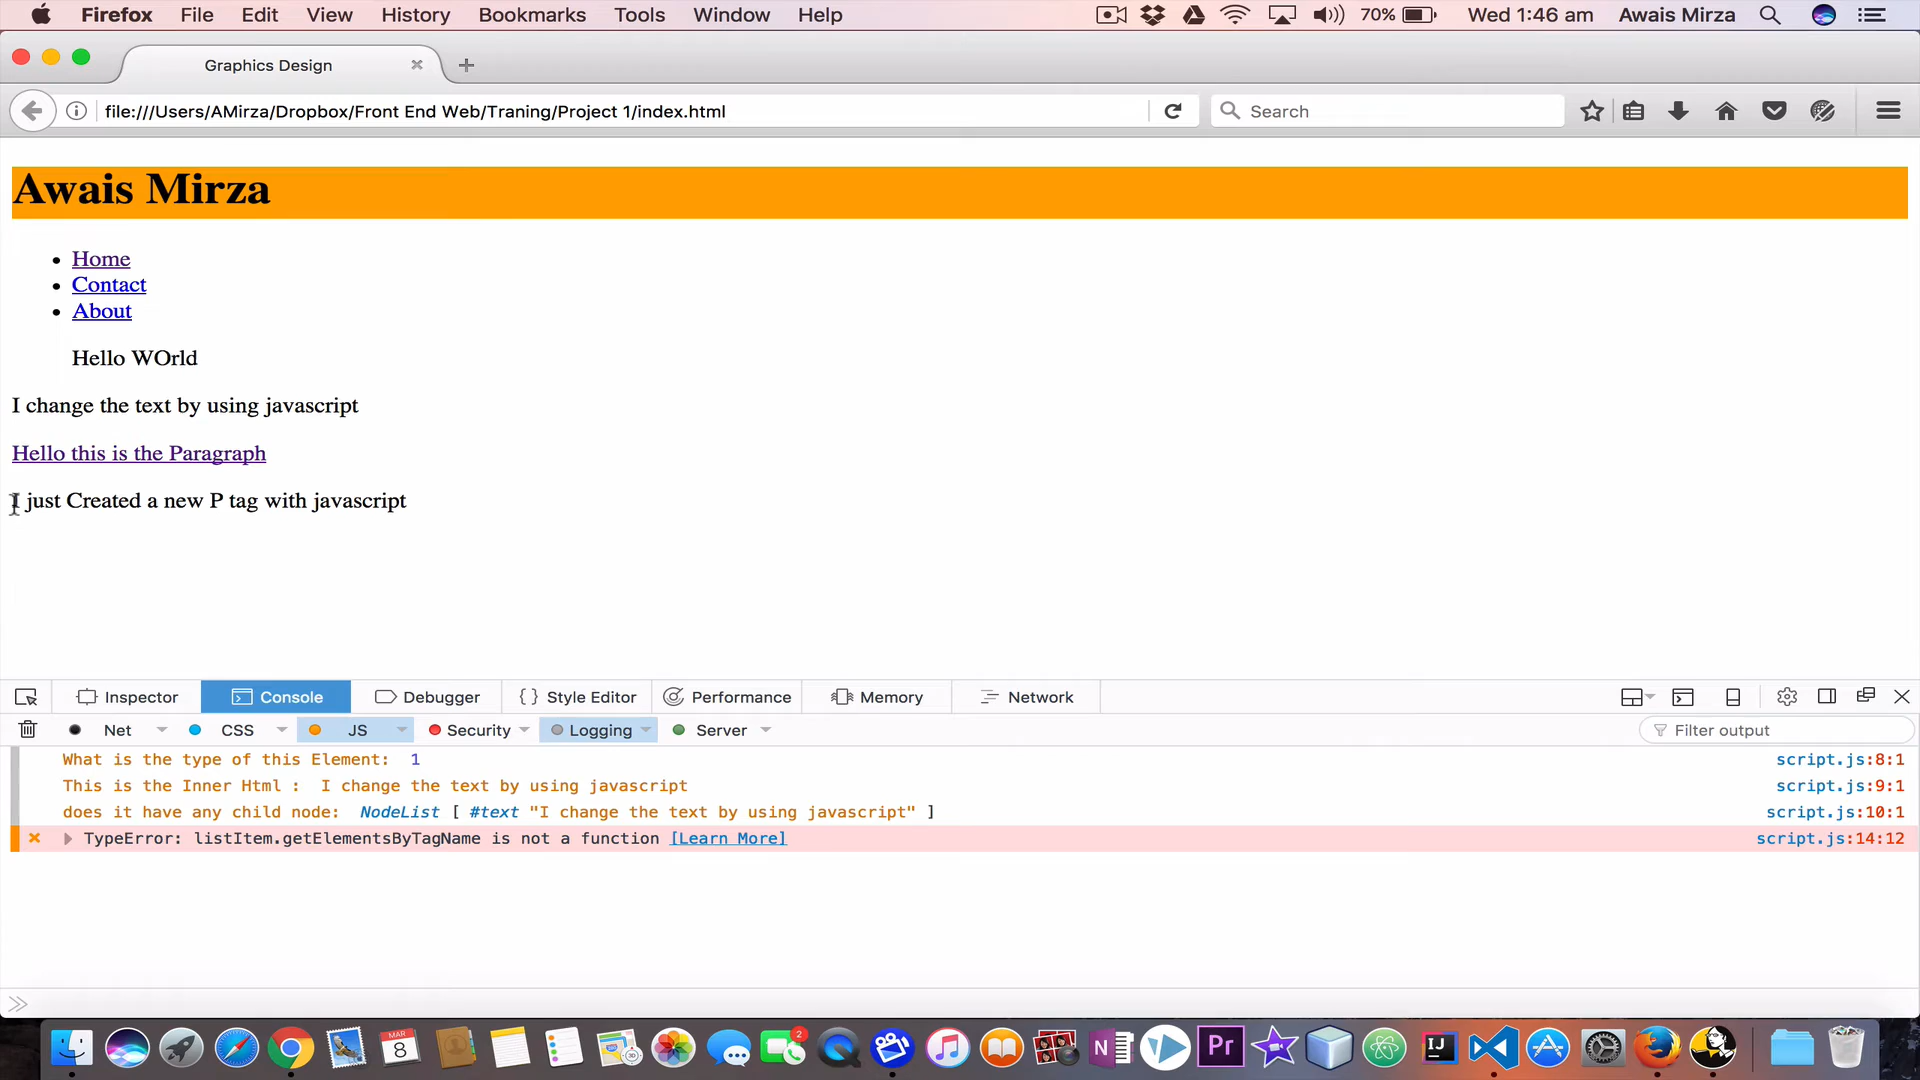 Firefox File Edit View History Bookmarks Tools Window Help 70% Wed 1:46 am Awais Mirza
Graphics Design
file:///Users/AMirza/Dropbox/Front End Web/Traning/Project 1/index.html Search
Awais Mirza
Home
Contact
About
Hello WOrld
I change the text by using javascript
Hello this is the Paragraph
I just Created a new P tag with javascript
Inspector Console Debugger {} Style Editor Performance Memory Network
Net CSS JS Security Logging Server Filter output
What is the type of this Element: 1 script.js:8:1
This is the Inner Html : I change the text by using javascript script.js:9:1
does it have any child node: NodeList [ #text "I change the text by using javascript" ] script.js:10:1
TypeError: listItem.getElementsByTagName is not a function [Learn More] script.js:14:12
MAR
8
2
N
Pr
IJ